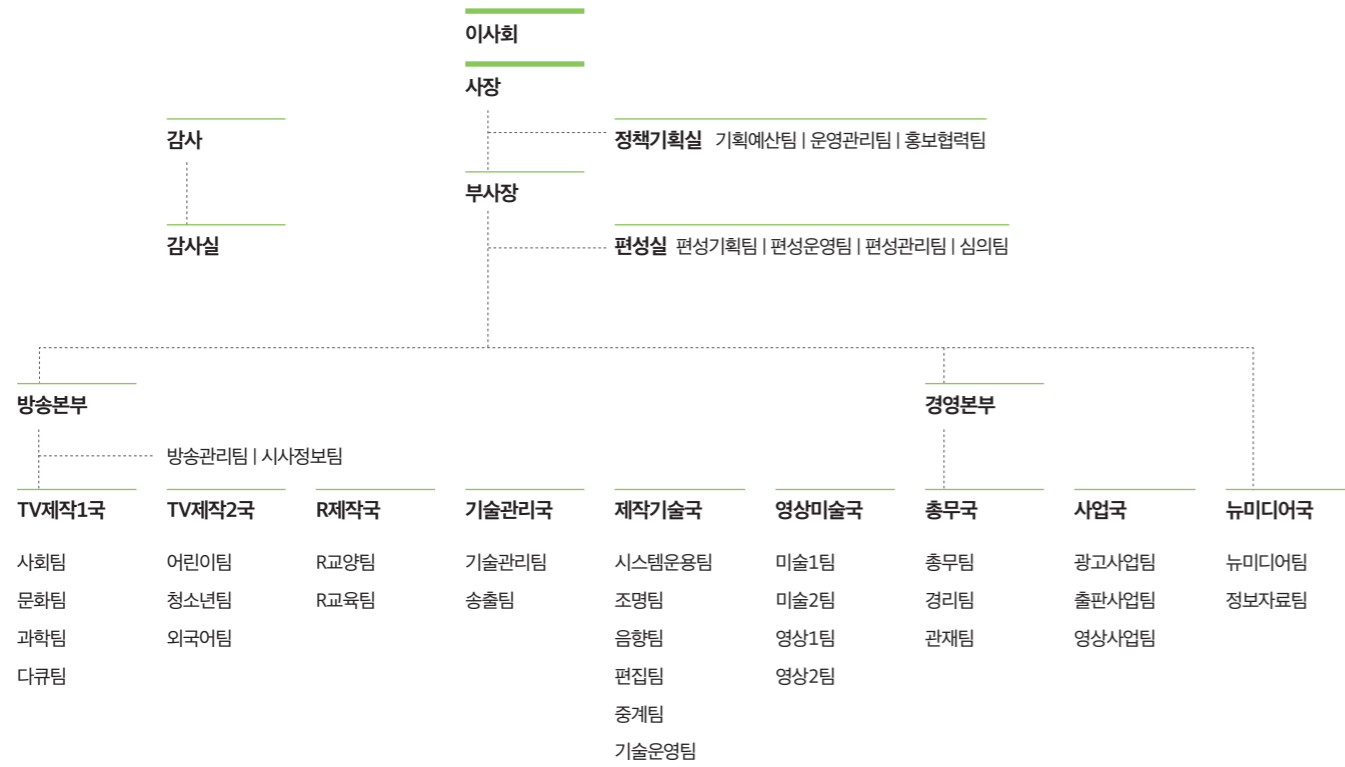 이사회
사장
감사
정책기획실 기획예산팀 | 운영관리팀 | 홍보협력팀
부사장
감사실
편성실 편성기획팀 | 편성운영팀 | 편성관리팀 | 심의팀
방송본부
경영본부
방송관리팀 | 시사정보팀
TV제작1국
사회팀
문화팀
과학팀
다큐팀
TV제작2국
어린이팀
청소년팀
외국어팀
R제작국
R교양팀
R교육팀
기술관리국
기술관리팀
송출팀
제작기술국
시스템운용팀
조명팀
음향팀
편집팀
중계팀
기술운영팀
영상미술국
미술1팀
미술2팀
영상1팀
영상2팀
총무국
총무팀
경리팀
관재팀
사업국
광고사업팀
출판사업팀
영상사업팀
뉴미디어국
뉴미디어팀
정보자료팀